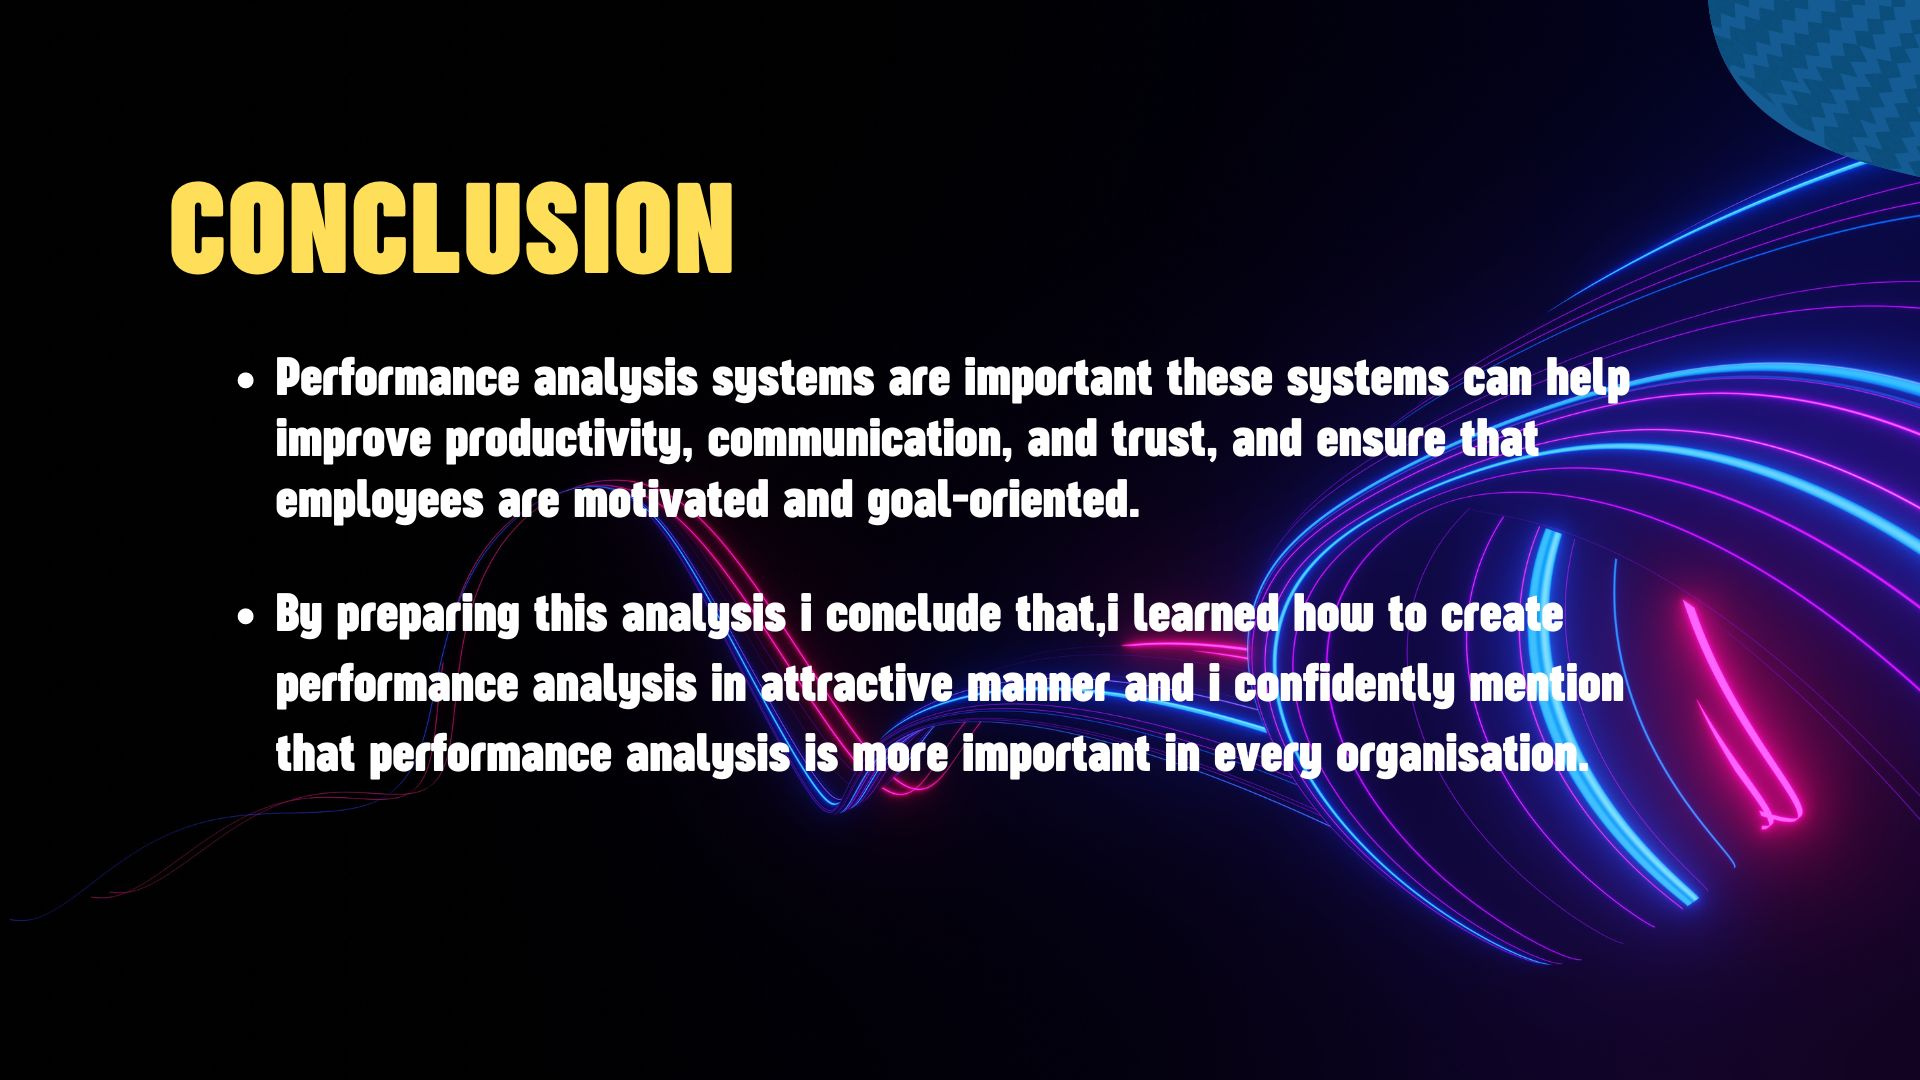 CONCLUSION
• Performance analysis systems are important these systems can help
improve productivity, communication, and trust, and ensure that
employees are motivated and goal-oriented.
• By preparing this analysis i conclude that,i learned how to create
performance analysis in attractive manner and i confidently mention
that performance analysis is more important in every organisation.